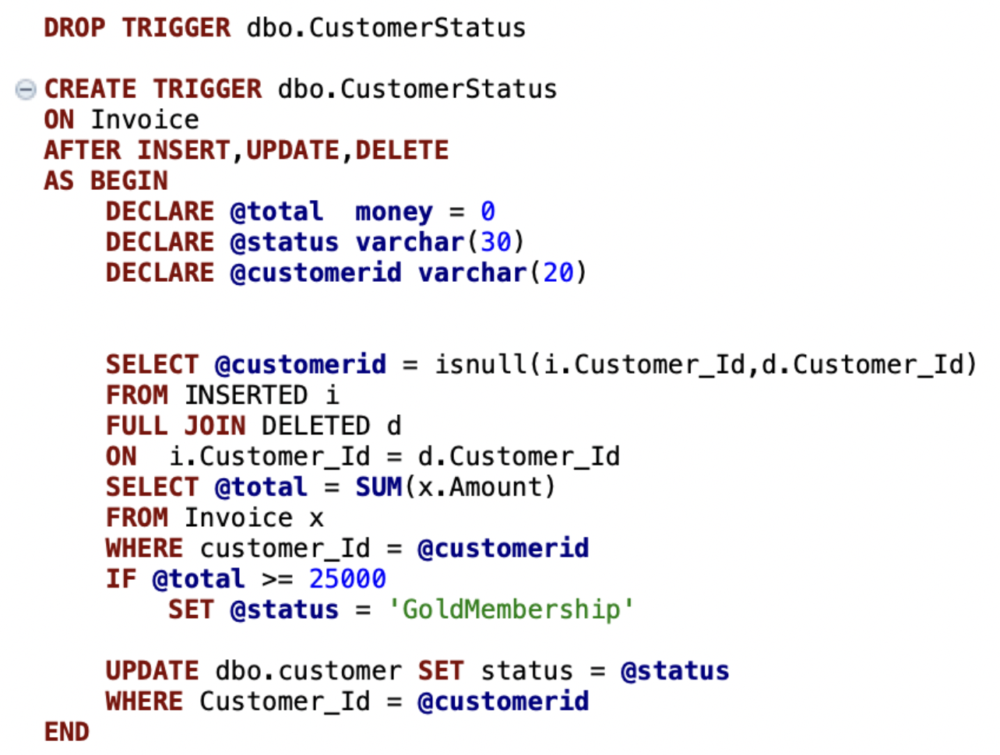 DROP TRIGGER dbo.CustomerStatus
CREATE TRIGGER dbo.CustomerStatus
ON Invoice
AFTER INSERT,UPDATE,DELETE
AS BEGIN
DECLARE @total  money = 0
DECLARE @status varchar(30)
DECLARE @customerid varchar(20)
SELECT @customerid = isnull(i.Customer_Id,d.Customer_Id)
FROM INSERTED i
FULL JOIN DELETED d
ON  i.Customer_Id = d.Customer_Id
SELECT @total = SUM(x.Amount)
FROM Invoice x
WHERE customer_Id = @customerid
IF @total >= 25000
SET @status = 'GoldMembership'
UPDATE dbo.customer SET status = @status
WHERE Customer_Id = @customerid
END